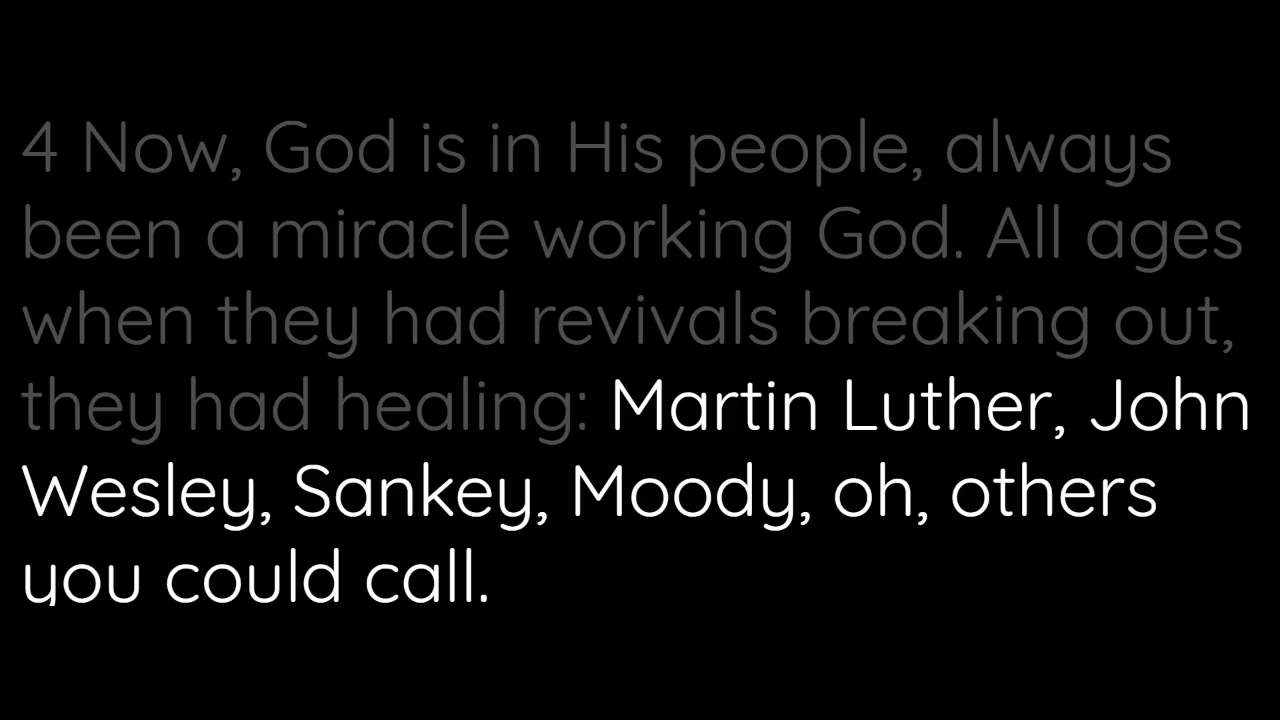 4 Now, God is in His people, always
been a miracle working God. All ages
when they had revivals breaking out,
they had healing: Martin Luther, John
Wesley, Sankey, Moody, oh, others
you could call.